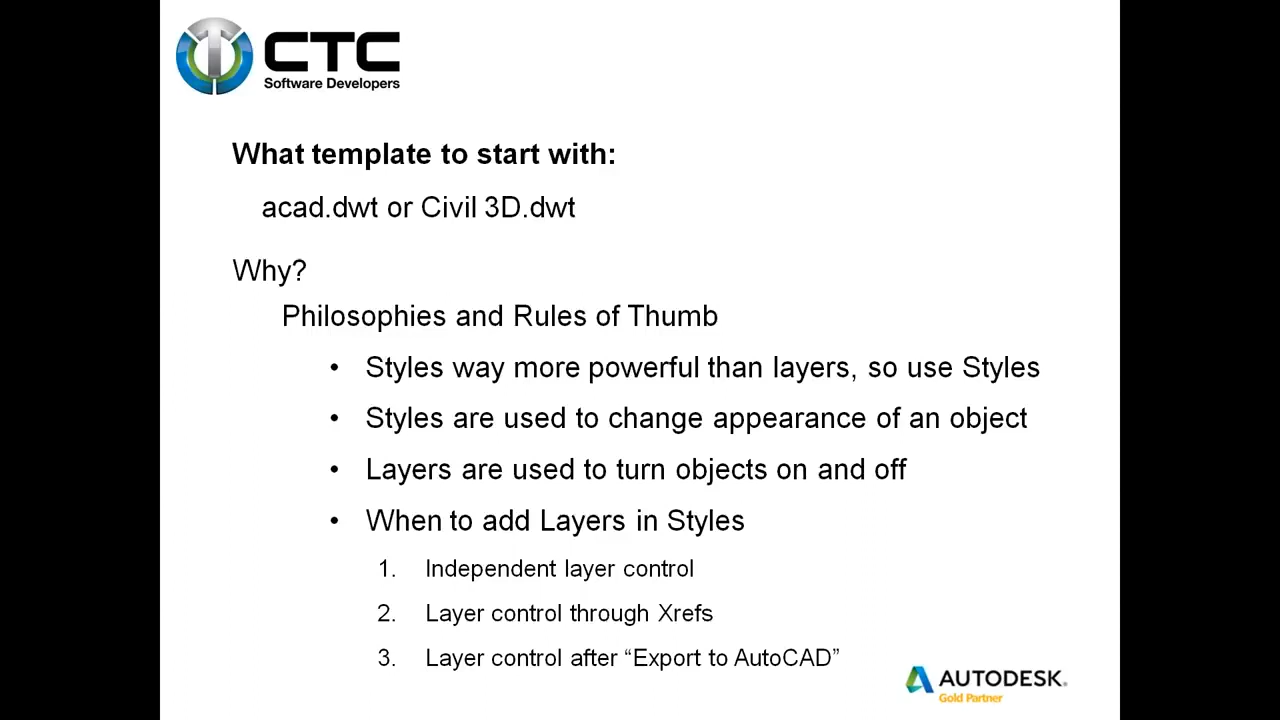 CTC
Software Developers
What template to start with:
acad.dwt or Civil 3D.dwt
Why?
Philosophies and Rules of Thumb
• Styles way more powerful than layers, so use Styles
• Styles are used to change appearance of an object
• Layers are used to turn objects on and off
• When to add Layers in Styles
1. Independent layer control
2. Layer control through Xrefs
3. Layer control after “Export to AutoCAD”
AUTODESK®
Gold Partner